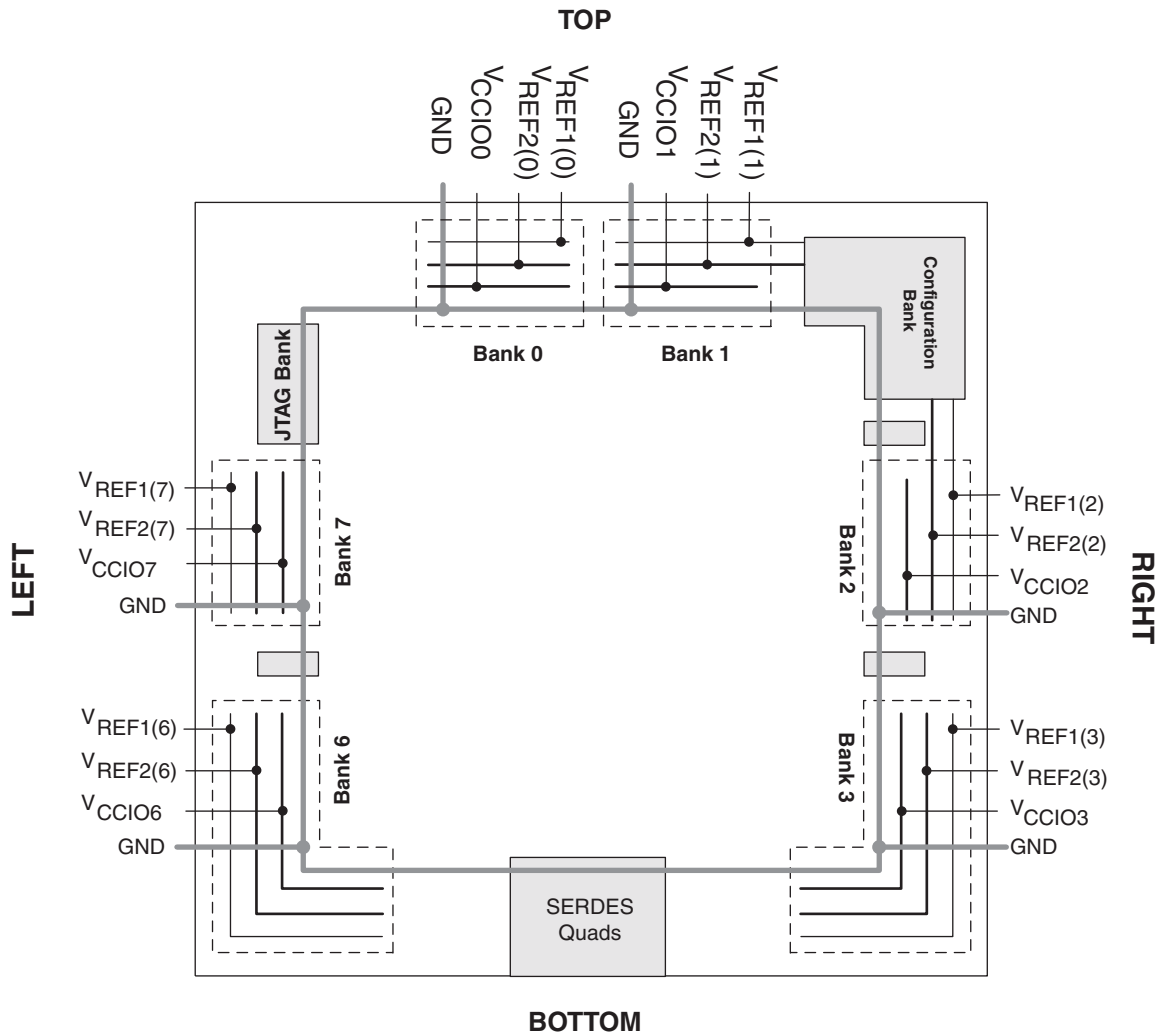 TOP
GND
VCCIO0
VREF2(0)
VREF1(0)
GND
VCCIO1
VREF2(1)
VREF1(1)
Configuration
Bank
Bank 0
Bank 1
JTAG Bank
VREF1(7)
VREF2(7)
VCCIO7
GND
Bank 7
LEFT
Bank 2
VREF1(2)
VREF2(2)
VCCIO2
GND
RIGHT
VREF1(6)
VREF2(6)
VCCIO6
GND
Bank 6
Bank 3
VREF1(3)
VREF2(3)
VCCIO3
GND
SERDES
Quads
BOTTOM